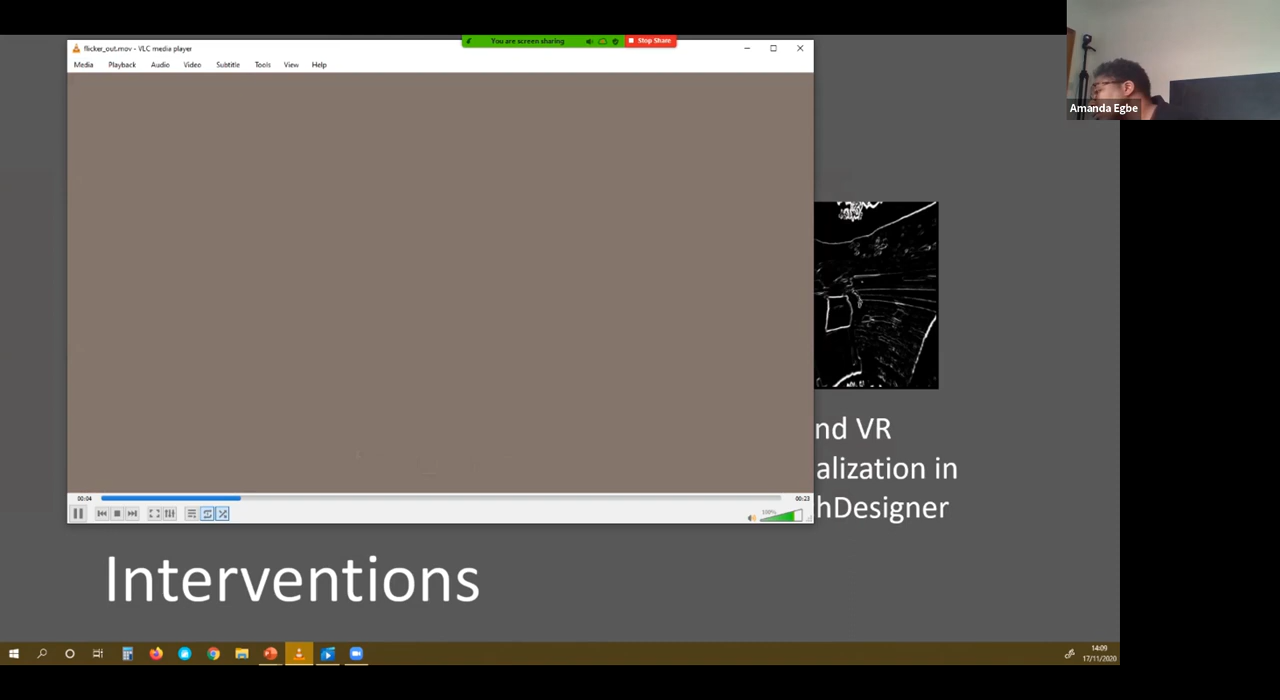 flicker_out.mov - VLC media player
You are screen sharing
Stop Share
Media Playback Audio Video Subtitle Tools View Help
Amanda Egbe
nd VR
alization in
hDesigner
00:04
00:23
100%
Interventions
14:09
17/11/2020